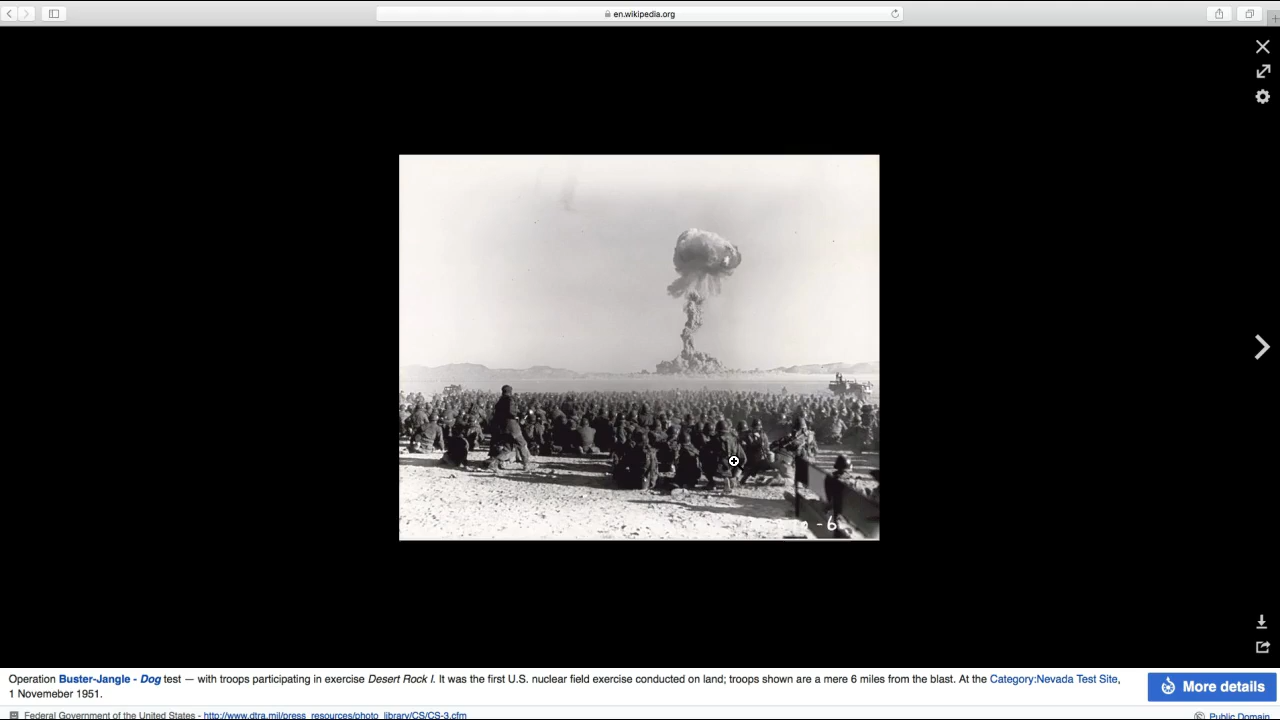 en.wikipedia.org
-6
Operation Buster-Jangle - Dog test — with troops participating in exercise Desert Rock I. It was the first U.S. nuclear field exercise conducted on land; troops shown are a mere 6 miles from the blast. At the Category:Nevada Test Site,
1 Novemeber 1951.
More details
Federal Government of the United States - http://www.dtra.mil/press_resources/photo_library/CS/CS-3.cfm
Public Domain